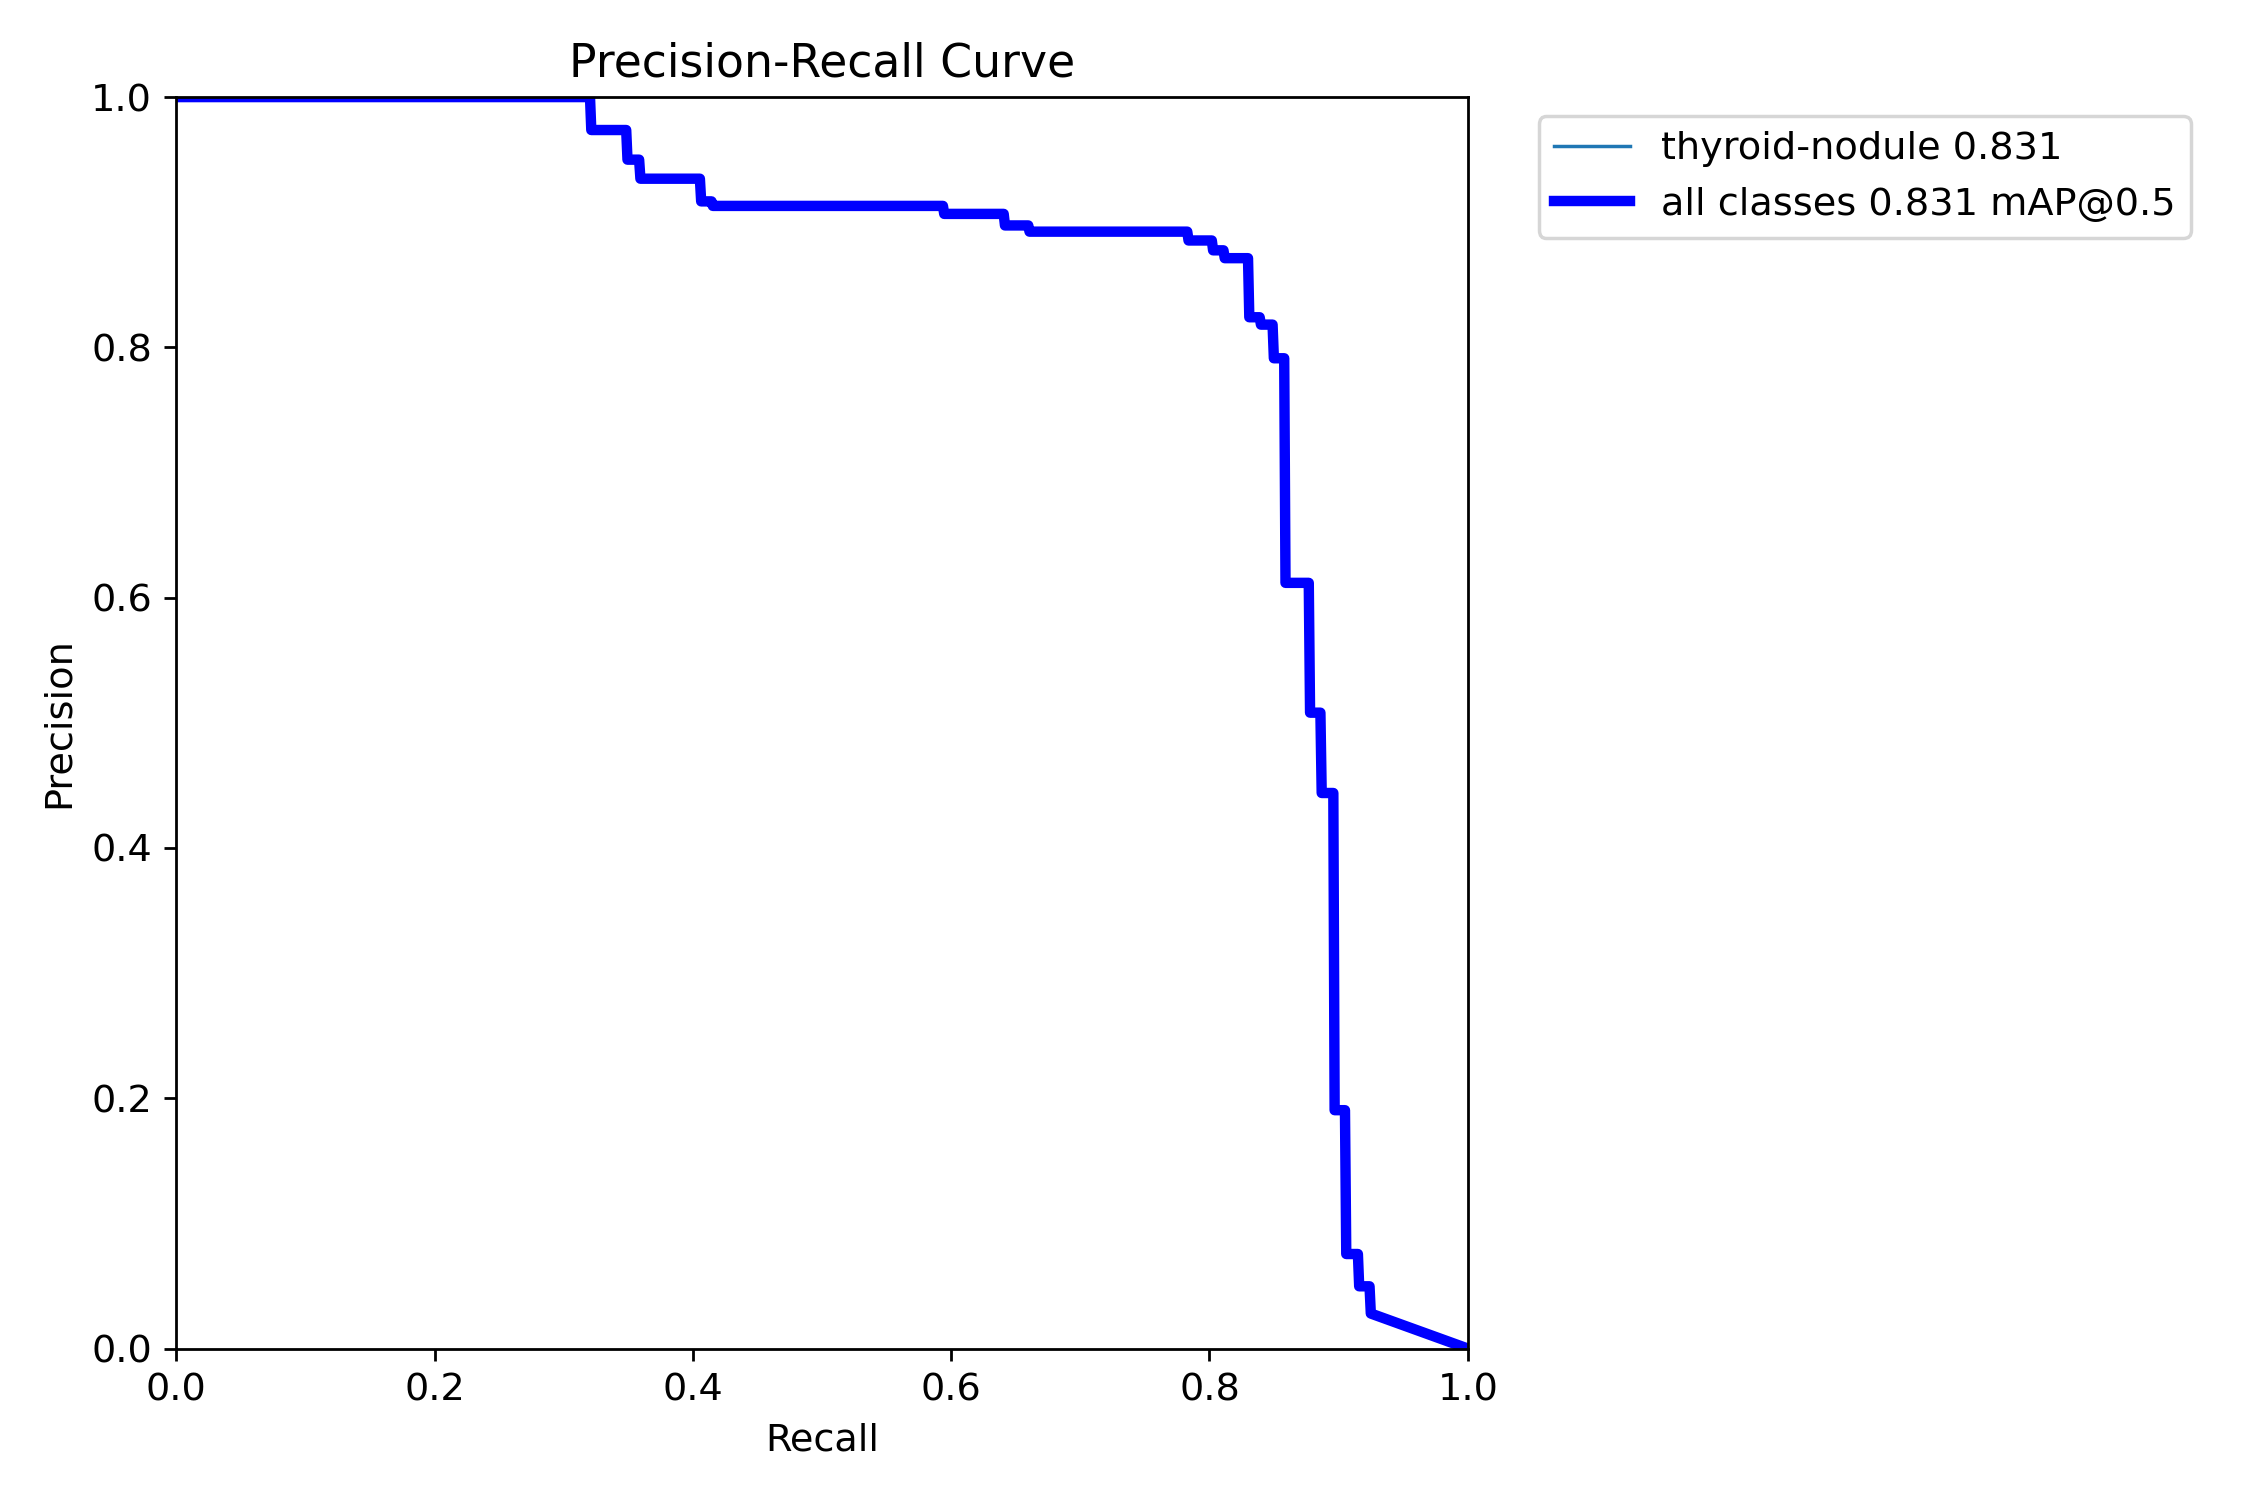 Precision-Recall Curve
thyroid-nodule 0.831
all classes 0.831 mAP@0.5
1.0
0.8
0.6
0.4
0.2
0.0
Precision
0.0 0.2 0.4 0.6 0.8 1.0
Recall